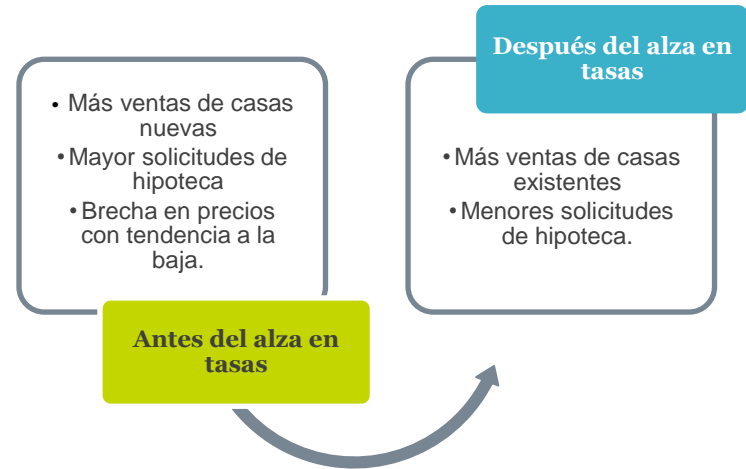 • Más ventas de casas
nuevas
• Mayor solicitudes de
hipoteca
• Brecha en precios
con tendencia a la
baja.
Antes del alza en
tasas
Después del alza en
tasas
• Más ventas de casas
existentes
• Menores solicitudes
de hipoteca.